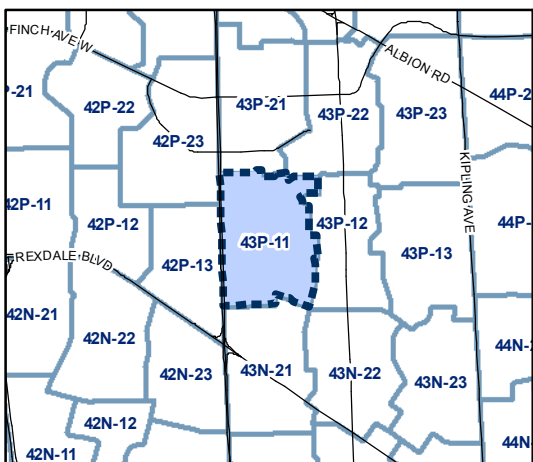 FINCH AVE W
ALBION RD
P-21
42P-22
43P-21
43P-22
43P-23
44P-2
42P-23
KIPLING AVE
42P-11
42P-12
43P-11
43P-12
44P-
42P-13
43P-13
REXDALE BLVD
42N-21
42N-22
42N-23
43N-21
43N-22
43N-23
44N-2
42N-12
42N-11
44N